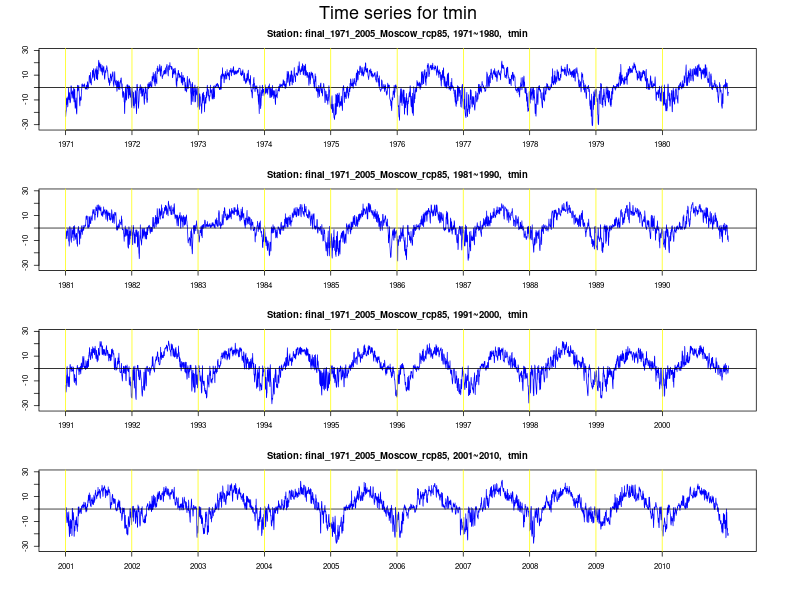 Time series for tmin
Station: final_1971_2005_Moscow_rcp85, 1971~1980, tmin
30
10
-10
-30
1971 1972 1973 1974 1975 1976 1977 1978 1979 1980
Station: final_1971_2005_Moscow_rcp85, 1981~1990, tmin
30
10
-10
-30
1981 1982 1983 1984 1985 1986 1987 1988 1989 1990
Station: final_1971_2005_Moscow_rcp85, 1991~2000, tmin
30
10
-10
-30
1991 1992 1993 1994 1995 1996 1997 1998 1999 2000
Station: final_1971_2005_Moscow_rcp85, 2001~2010, tmin
30
10
-10
-30
2001 2002 2003 2004 2005 2006 2007 2008 2009 2010